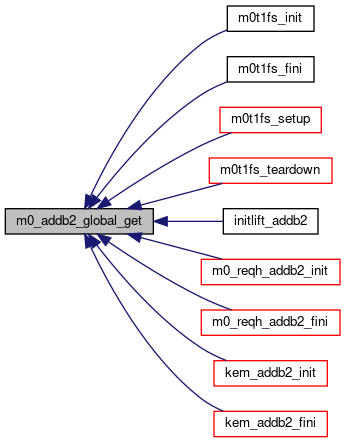 m0t1fs_init
m0t1fs_fini
m0t1fs_setup
m0t1fs_teardown
m0_addb2_global_get
initlift_addb2
m0_reqh_addb2_init
m0_reqh_addb2_fini
kem_addb2_init
kem_addb2_fini